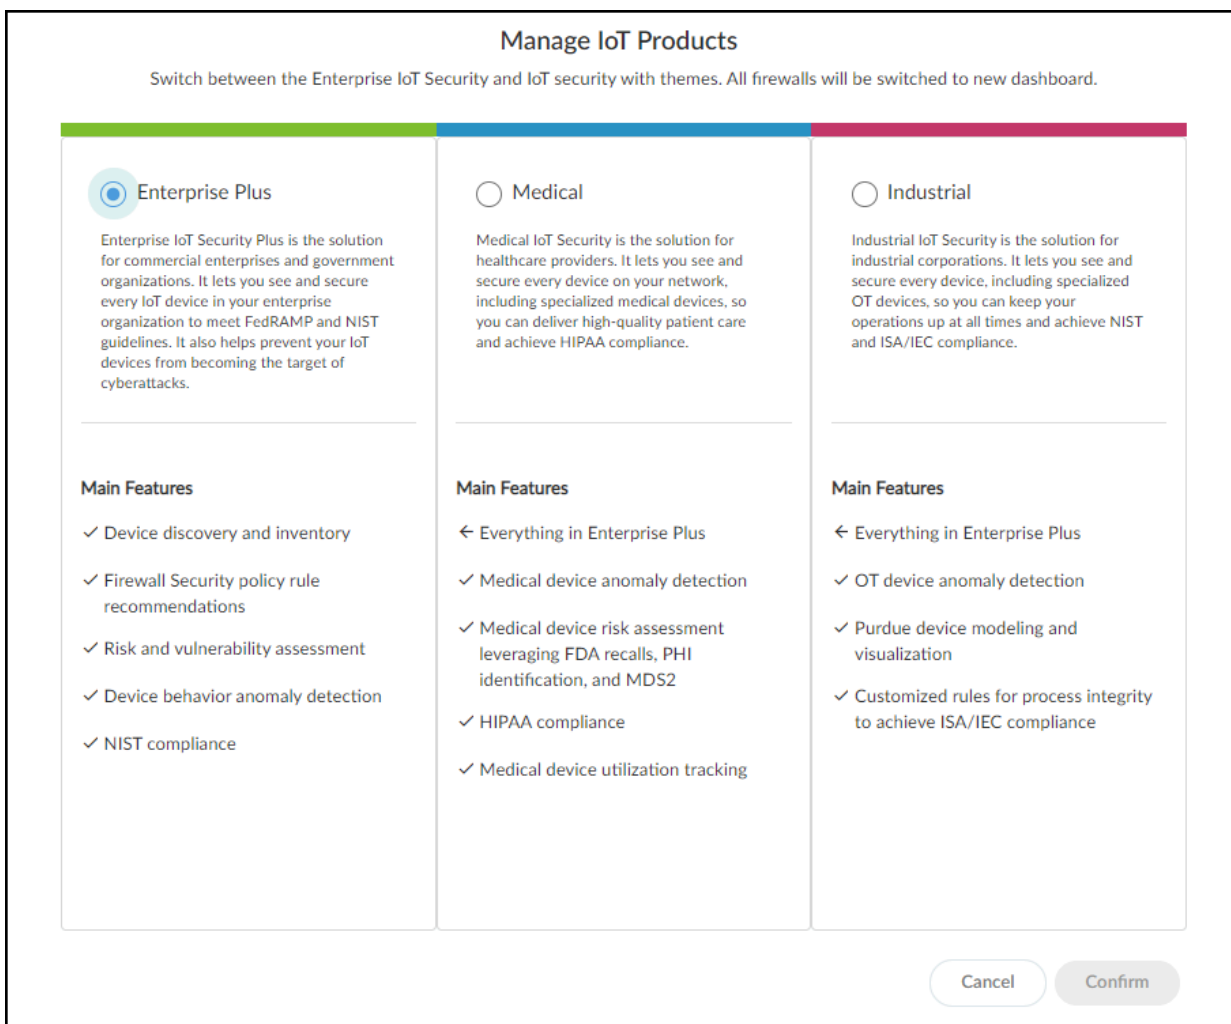 Manage IoT Products
Switch between the Enterprise IoT Security and IoT security with themes. All firewalls will be switched to new dashboard.
Enterprise Plus
Enterprise IoT Security Plus is the solution
for commercial enterprises and government
organizations. It lets you see and secure
every IoT device in your enterprise
organization to meet FedRAMP and NIST
guidelines. It also helps prevent your IoT
devices from becoming the target of
cyberattacks.
Main Features
✓ Device discovery and inventory
✓ Firewall Security policy rule
recommendations
✓ Risk and vulnerability assessment
✓ Device behavior anomaly detection
✓ NIST compliance
Medical
Medical IoT Security is the solution for
healthcare providers. It lets you see and
secure every device on your network,
including specialized medical devices, so
you can deliver high-quality patient care
and achieve HIPAA compliance.
Main Features
← Everything in Enterprise Plus
✓ Medical device anomaly detection
✓ Medical device risk assessment
leveraging FDA recalls, PHI
identification, and MDS2
✓ HIPAA compliance
✓ Medical device utilization tracking
Industrial
Industrial IoT Security is the solution for
industrial corporations. It lets you see and
secure every device, including specialized
OT devices, so you can keep your
operations up at all times and achieve NIST
and ISA/IEC compliance.
Main Features
← Everything in Enterprise Plus
✓ OT device anomaly detection
✓ Purdue device modeling and
visualization
✓ Customized rules for process integrity
to achieve ISA/IEC compliance
Cancel
Confirm